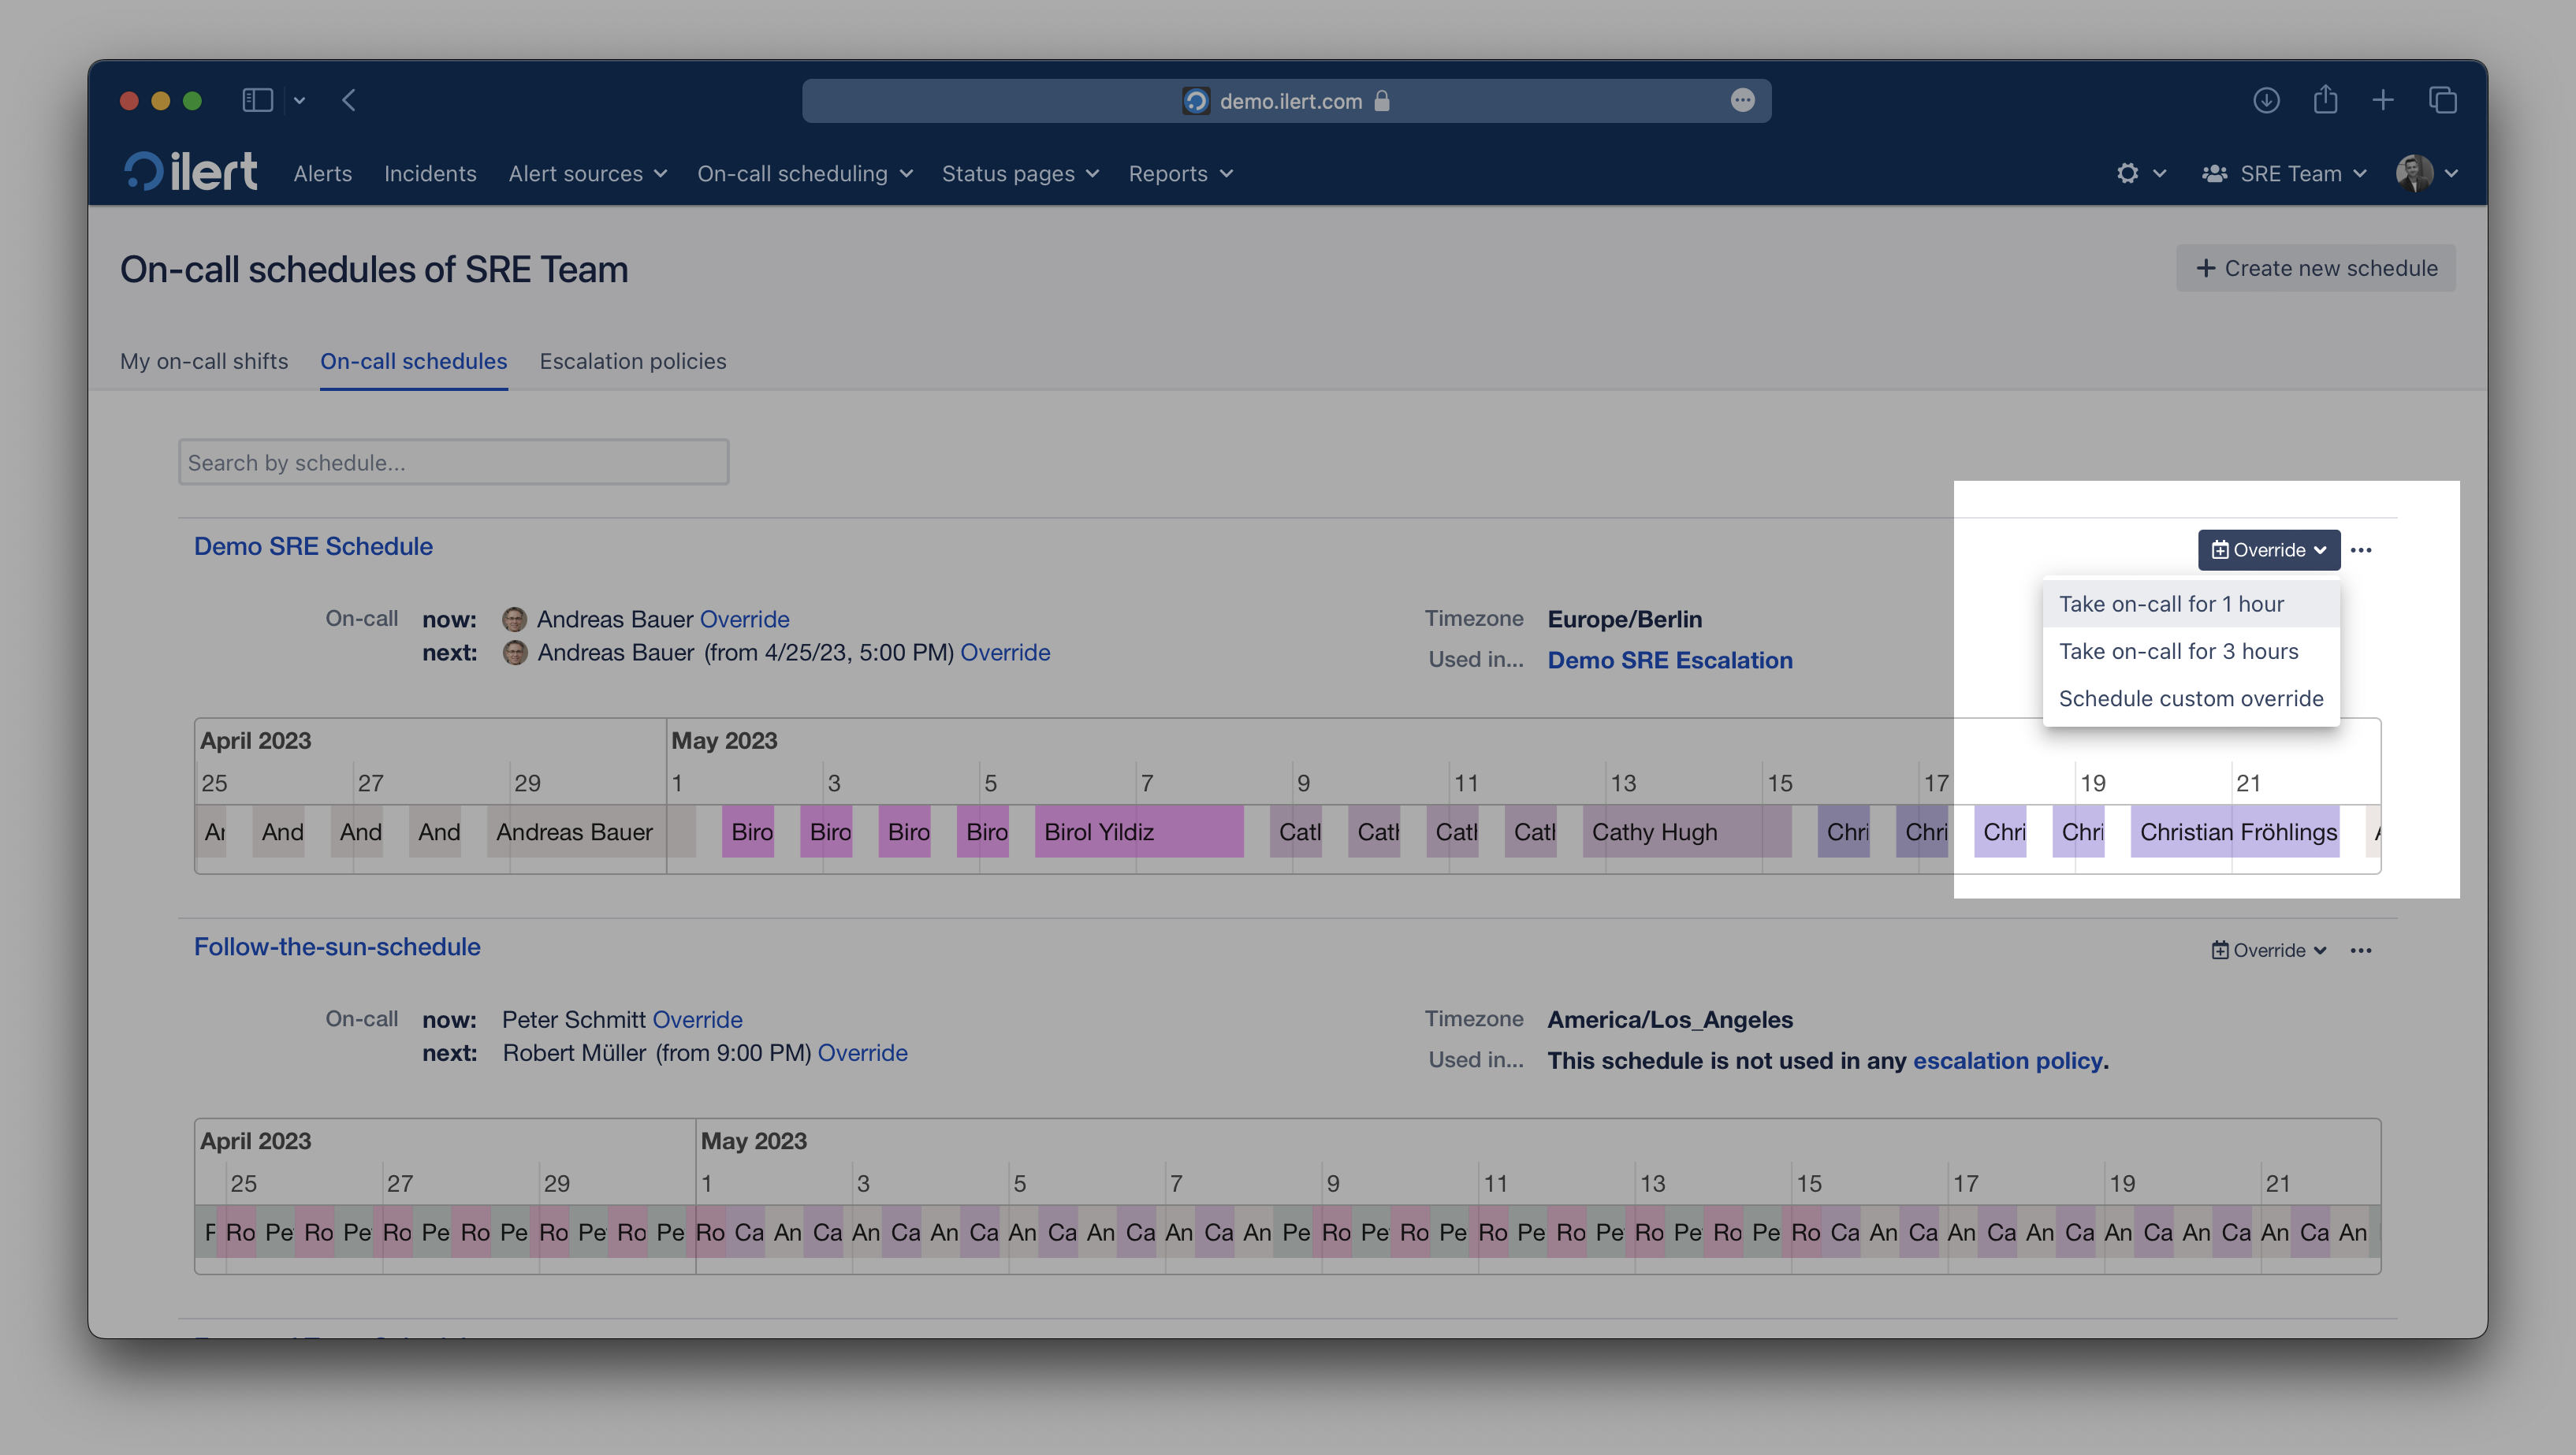 demo.ilert.com
ilert Alerts Incidents Alert sources On-call scheduling Status pages Reports SRE Team
On-call schedules of SRE Team
+ Create new schedule
My on-call shifts On-call schedules Escalation policies
Search by schedule...
Demo SRE Schedule
Override
Take on-call for 1 hour
Take on-call for 3 hours
Schedule custom override
On-call now: Andreas Bauer Override
next: Andreas Bauer (from 4/25/23, 5:00 PM) Override
Timezone Europe/Berlin
Used in... Demo SRE Escalation
April 2023 May 2023
25 27 29 1 3 5 7 9 11 13 15 17 19 21
And And And Andreas Bauer Biro Biro Biro Biro Birol Yildiz Cath Cath Cath Cath Cathy Hugh Chri Chri Chri Chri Christian Fröhlings
Follow-the-sun-schedule
Override
On-call now: Peter Schmitt Override
next: Robert Müller (from 9:00 PM) Override
Timezone America/Los_Angeles
Used in... This schedule is not used in any escalation policy.
April 2023 May 2023
25 27 29 1 3 5 7 9 11 13 15 17 19 21
Ro Pe Ro Pe Ro Pe Ro Pe Ro Pe Ro Pe Ro Ca An Ca An Ca An Ca An Ca An Ca An Ca An Pe Ro Pe Ro Pe Ro Pe Ro Pe Ro Pe Ro Pe Ro Ca An Ca An Ca An Ca An Ca An Ca An Ca An